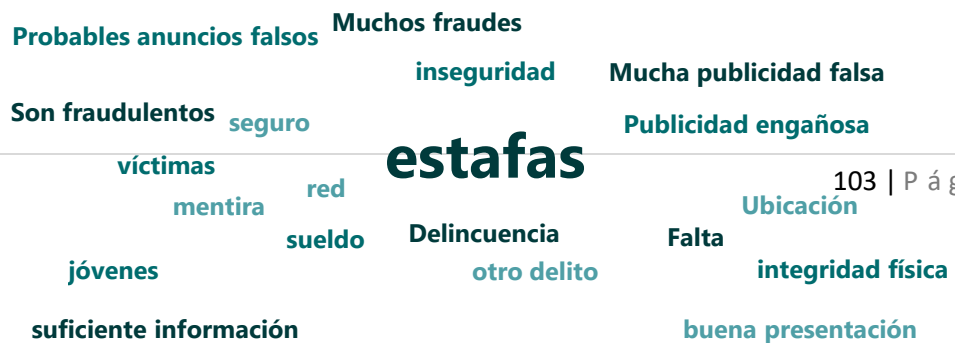 Muchos fraudes
Probables anuncios falsos
inseguridad
Mucha publicidad falsa
Son fraudulentos
seguro
Publicidad engañosa
estafas
víctimas
red
103 | P á g
mentira
Ubicación
sueldo
Delincuencia
Falta
jóvenes
otro delito
integridad física
suficiente información
buena presentación